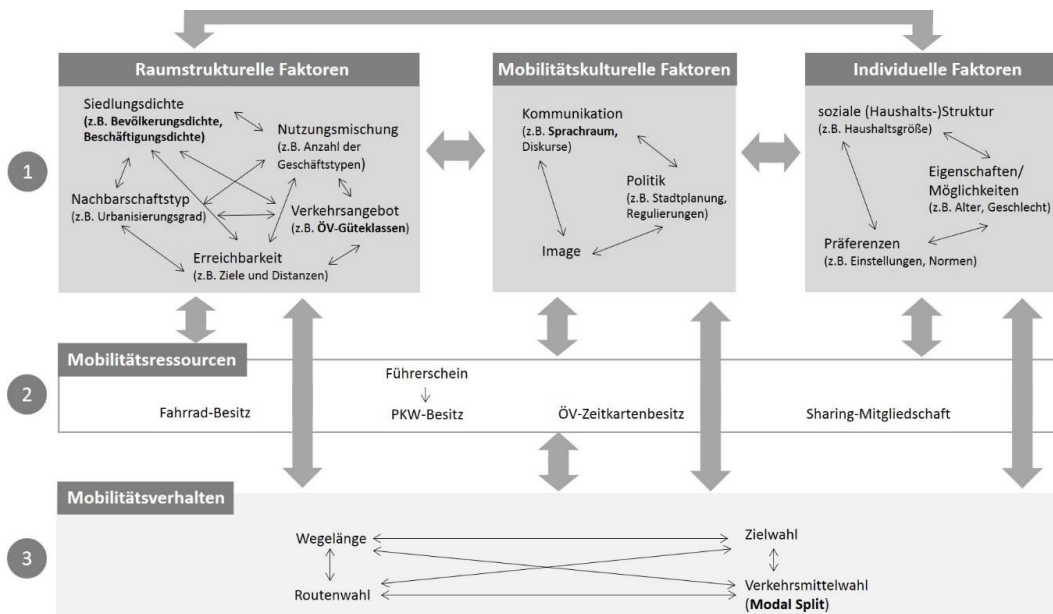 Raumstrukturelle Faktoren
Siedlungsdichte
(z.B. Bevölkerungsdichte,
Beschäftigungsdichte)
Nutzungsmischung
(z.B. Anzahl der
Geschäftstypen)
Nachbarschaftstyp
(z.B. Urbanisierungsgrad)
Verkehrsangebot
(z.B. ÖV-Güteklassen)
Erreichbarkeit
(z.B. Ziele und Distanzen)
Mobilitätskulturelle Faktoren
Kommunikation
(z.B. Sprachraum,
Diskurse)
Politik
(z.B. Stadtplanung,
Regulierungen)
Image
Individuelle Faktoren
soziale (Haushalts-)Struktur
(z.B. Haushaltsgröße)
Eigenschaften/
Möglichkeiten
(z.B. Alter, Geschlecht)
Präferenzen
(z.B. Einstellungen, Normen)
1
Mobilitätsressourcen
2
Führerschein
Fahrrad-Besitz
PKW-Besitz
ÖV-Zeitkartenbesitz
Sharing-Mitgliedschaft
Mobilitätsverhalten
3
Wegelänge
Zielwahl
Routenwahl
Verkehrsmittelwahl
(Modal Split)